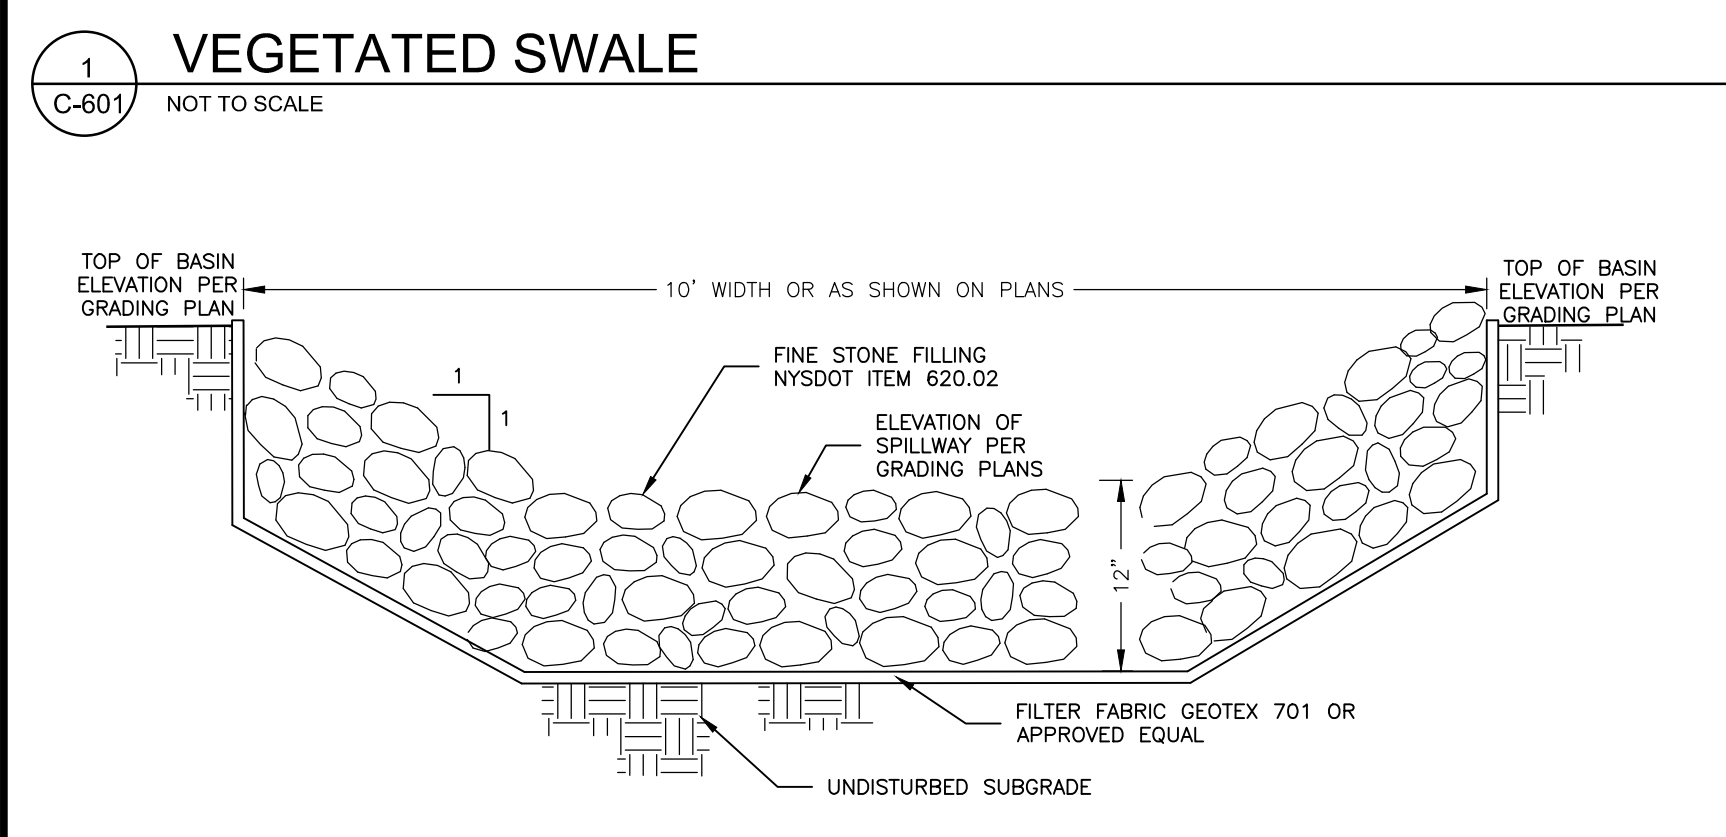 1
C-601
VEGETATED SWALE
NOT TO SCALE
TOP OF BASIN
ELEVATION PER
GRADING PLAN
10' WIDTH OR AS SHOWN ON PLANS
TOP OF BASIN
ELEVATION PER
GRADING PLAN
1
1
FINE STONE FILLING
NYSDOT ITEM 620.02
ELEVATION OF
SPILLWAY PER
GRADING PLANS
12"
FILTER FABRIC GEOTEX 701 OR
APPROVED EQUAL
UNDISTURBED SUBGRADE